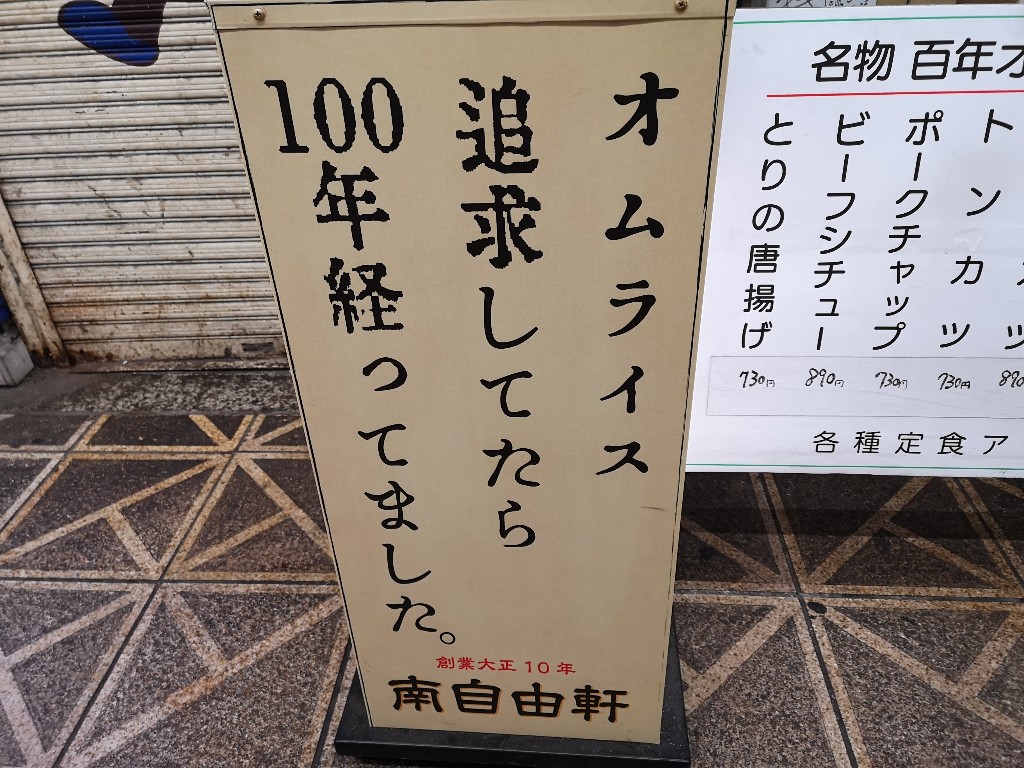 オムライス
追求してたら
100年経ってました。
創業大正10年
南自由軒
名物 百年オ
トンカツ
ポークチャップ
ビーフシチュー
とりの唐揚げ
730円
890円
730円
730円
各種定食ア